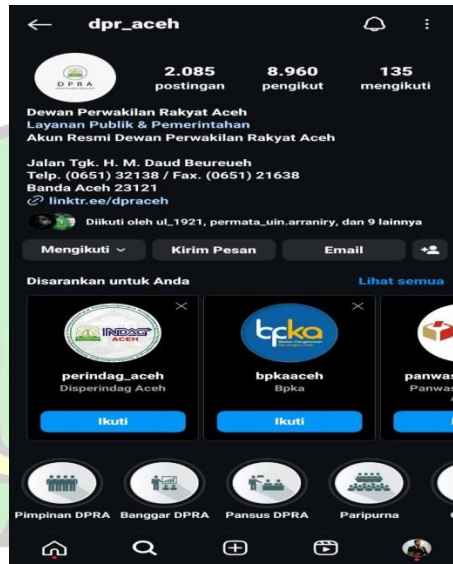 dpr_aceh
DPRA
2.085 8.960 135
postingan pengikut mengikuti
Dewan Perwakilan Rakyat Aceh
Layanan Publik & Pemerintahan
Akun Resmi Dewan Perwakilan Rakyat Aceh
Jalan Tgk. H. M. Daud Beureueh
Telp. (0651) 32138 / Fax. (0651) 21638
Banda Aceh 23121
linktr.ee/dpraceh
Diikuti oleh ul_1921, permata_uin.arraniry, dan 9 lainnya
Mengikuti Kirim Pesan Email
Disarankan untuk Anda Lihat semua
INDAG
ACEH
bpka
perindag_aceh bpkaaceh panwas
Disperindag Aceh Bpka Panwas
Ikuti Ikuti
Pimpinan DPRA Banggar DPRA Pansus DPRA Paripurna